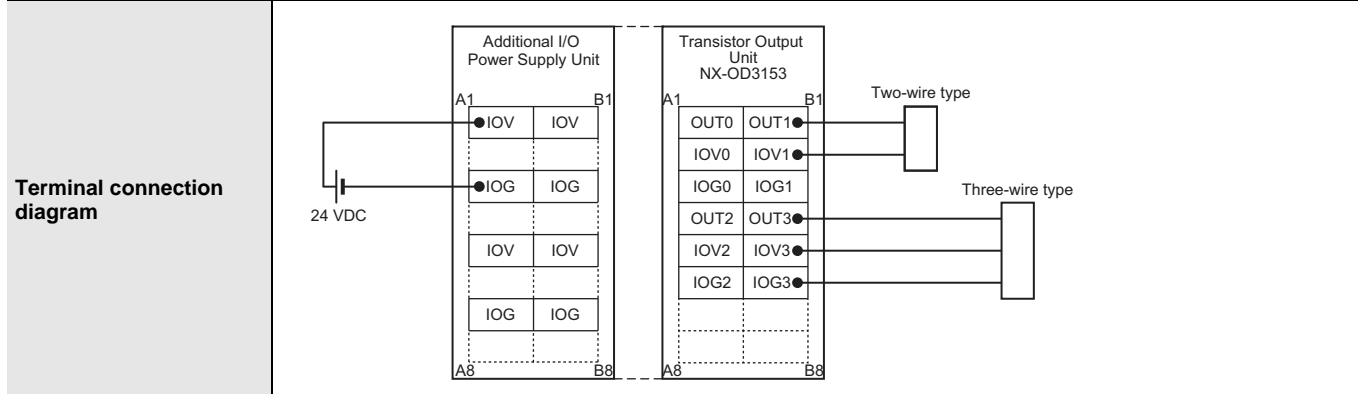 Terminal connection
diagram
Additional I/O
Power Supply Unit
A1 B1
IOV IOV
IOG IOG
IOV IOV
IOG IOG
A8 B8
24 VDC
Transistor Output
Unit
NX-OD3153
A1 B1
OUT0 OUT1
IOV0 IOV1
IOG0 IOG1
OUT2 OUT3
IOV2 IOV3
IOG2 IOG3
A8 B8
Two-wire type
Three-wire type